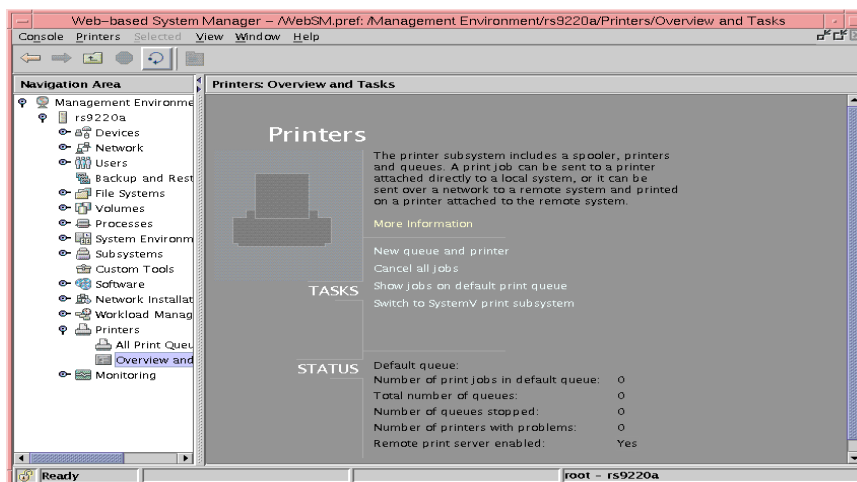 Web-based System Manager - /WebSM.pref: /Management Environment/rs9220a/Printers/Overview and Tasks
Console Printers Selected View Window Help
Navigation Area
Management Environme
rs9220a
Devices
Network
Users
Backup and Rest
File Systems
Volumes
Processes
System Environm
Subsystems
Custom Tools
Software
Network Installat
Workload Manag
Printers
All Print Queu
Overview and
Monitoring
Printers: Overview and Tasks
Printers
The printer subsystem includes a spooler, printers
and queues. A print job can be sent to a printer
attached directly to a local system, or it can be
sent over a network to a remote system and printed
on a printer attached to the remote system.
More Information
TASKS
New queue and printer
Cancel all jobs
Show jobs on default print queue
Switch to SystemV print subsystem
STATUS
Default queue:
Number of print jobs in default queue: 0
Total number of queues: 0
Number of queues stopped: 0
Number of printers with problems: 0
Remote print server enabled: Yes
Ready
root - rs9220a